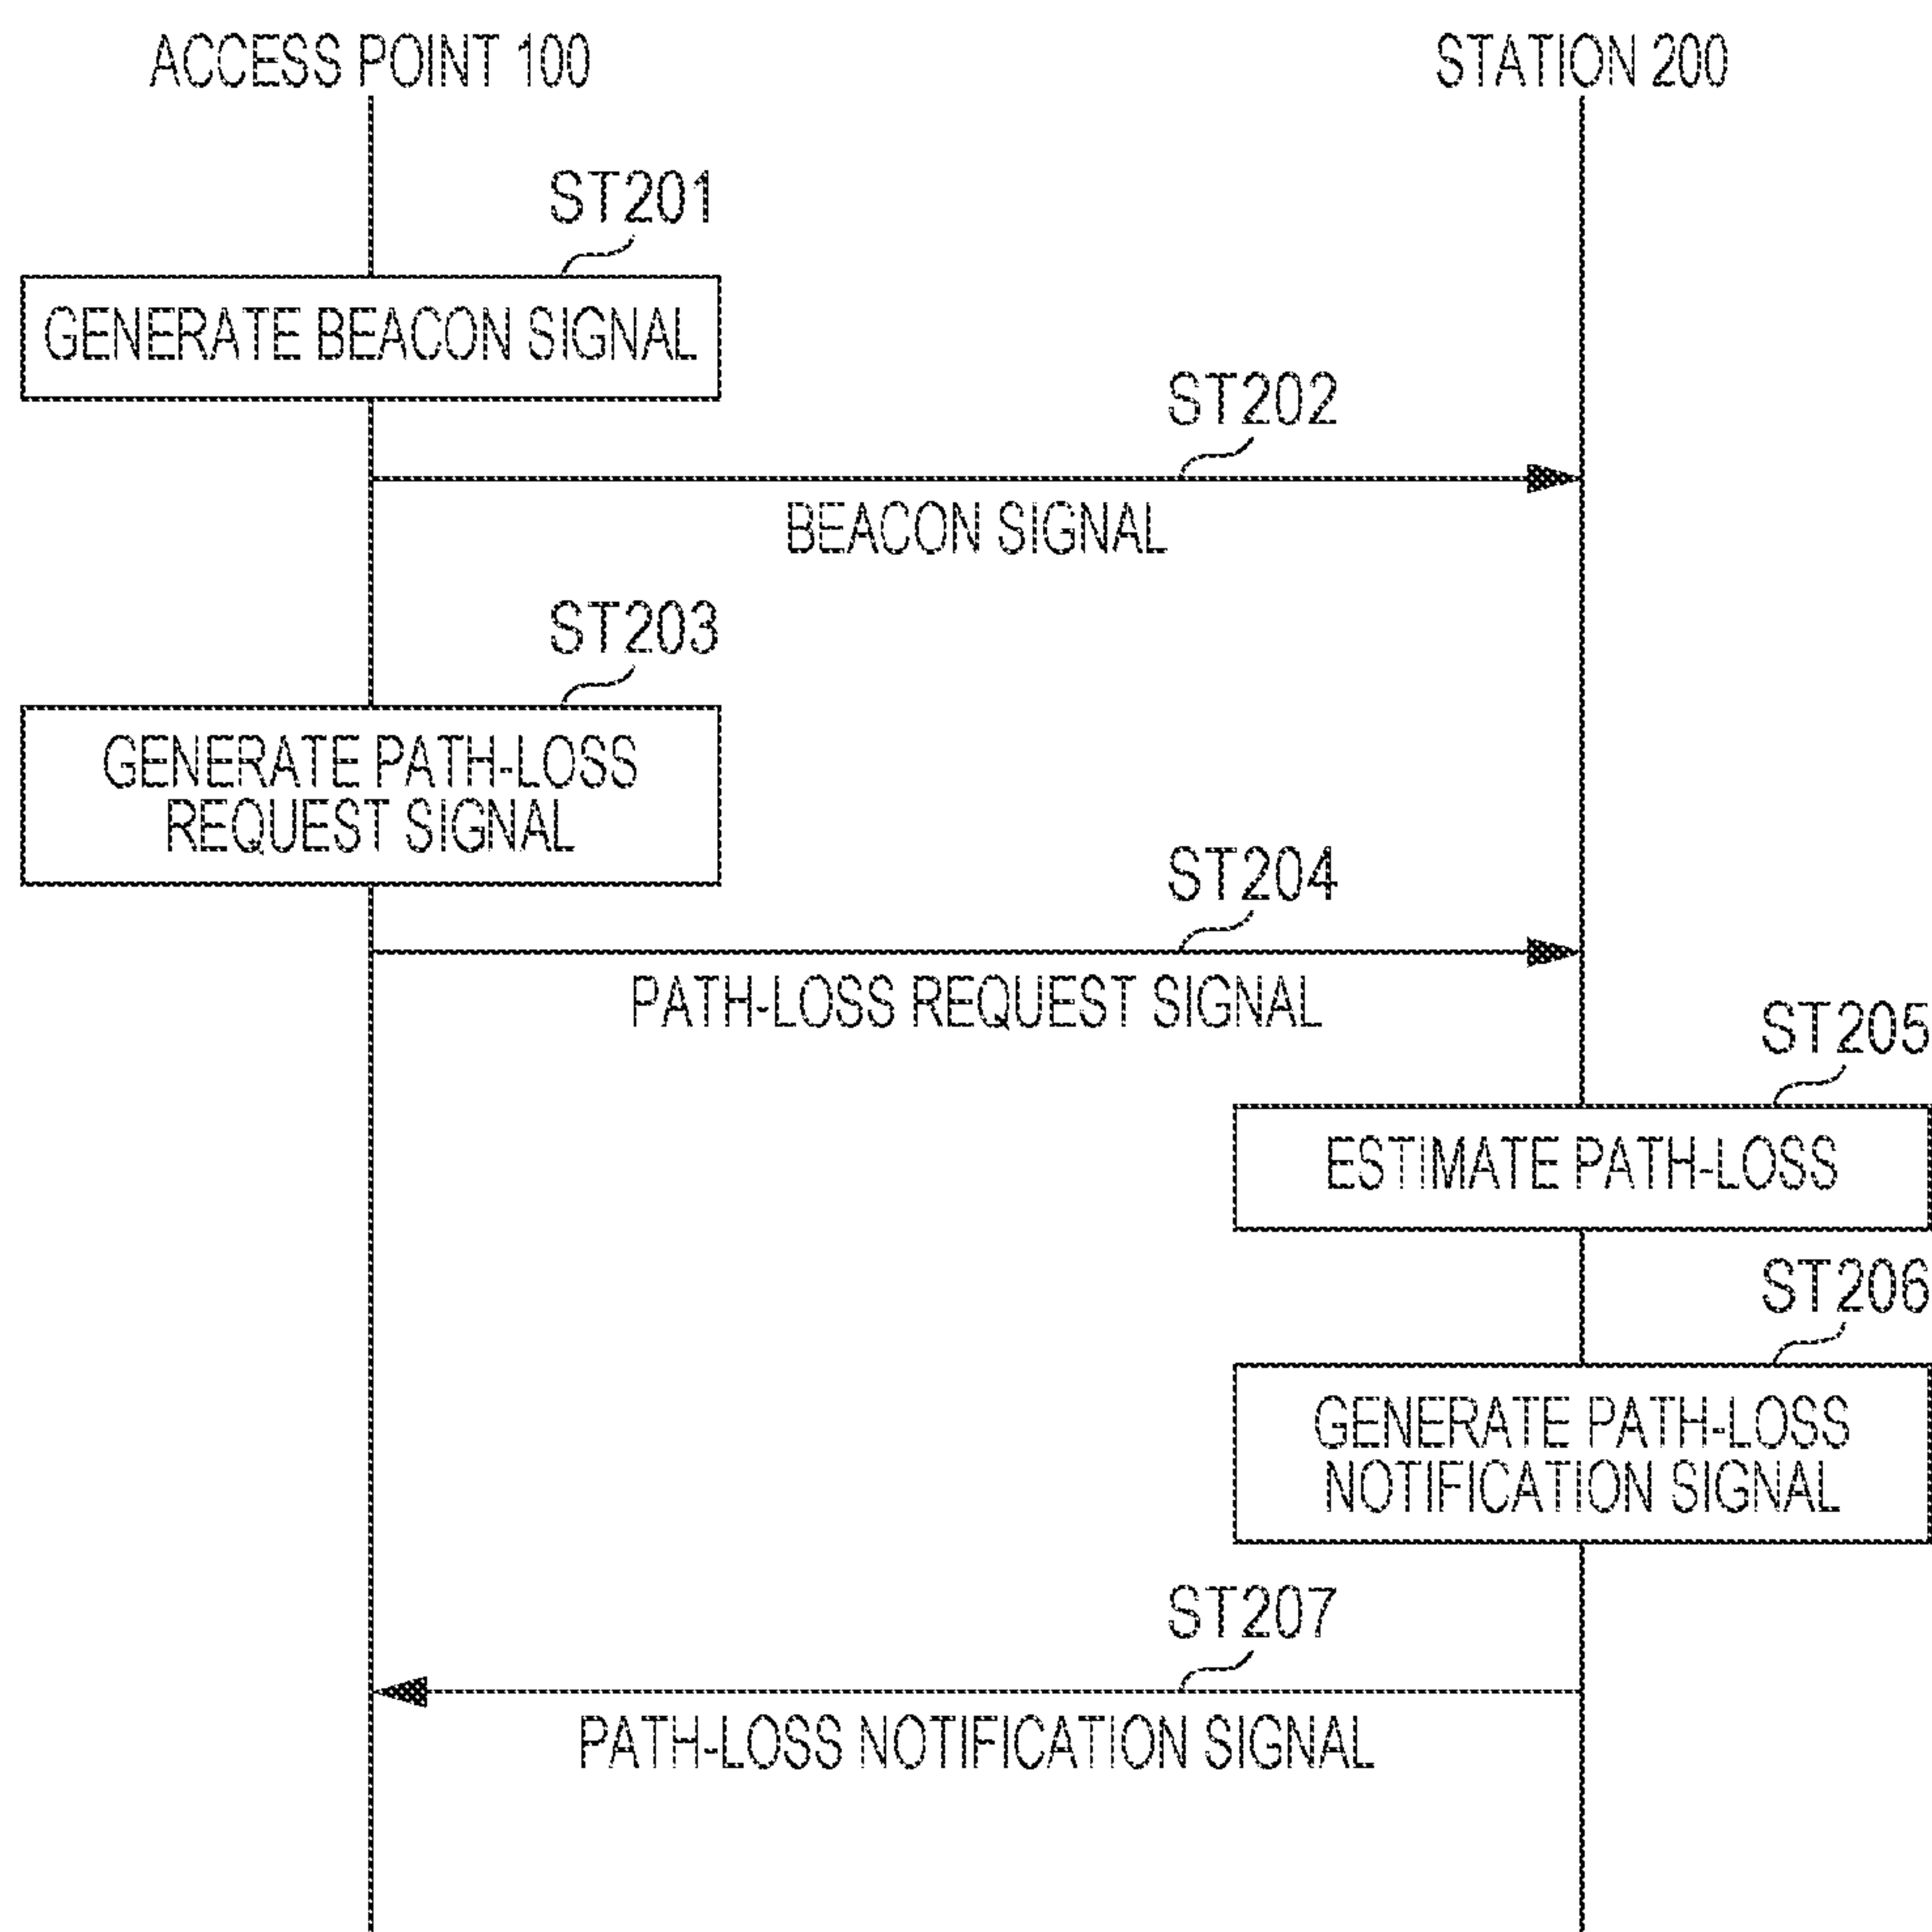 ACCESS POINT 100
STATION 200
ST201
GENERATE BEACON SIGNAL
ST202
BEACON SIGNAL
ST203
GENERATE PATH-LOSS
REQUEST SIGNAL
ST204
PATH-LOSS REQUEST SIGNAL
ST205
ESTIMATE PATH-LOSS
ST206
GENERATE PATH-LOSS
NOTIFICATION SIGNAL
ST207
PATH-LOSS NOTIFICATION SIGNAL